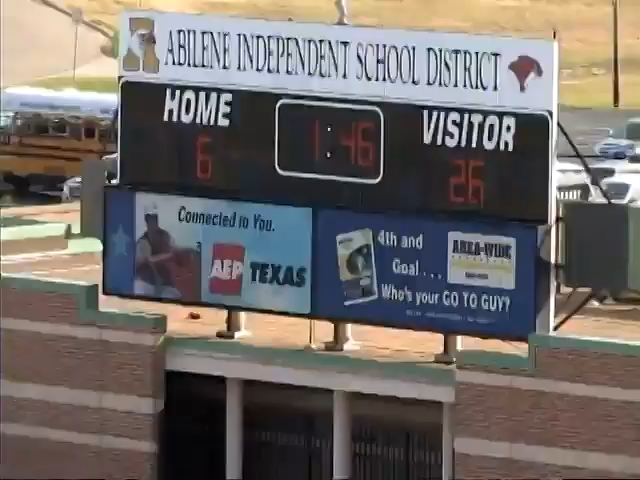 ABILENE INDEPENDENT SCHOOL DISTRICT
HOME
1:46
VISITOR
6
26
Connected to You.
AEP TEXAS
4th and
Goal...
AREA-WIDE
Who's your GO TO GUY?